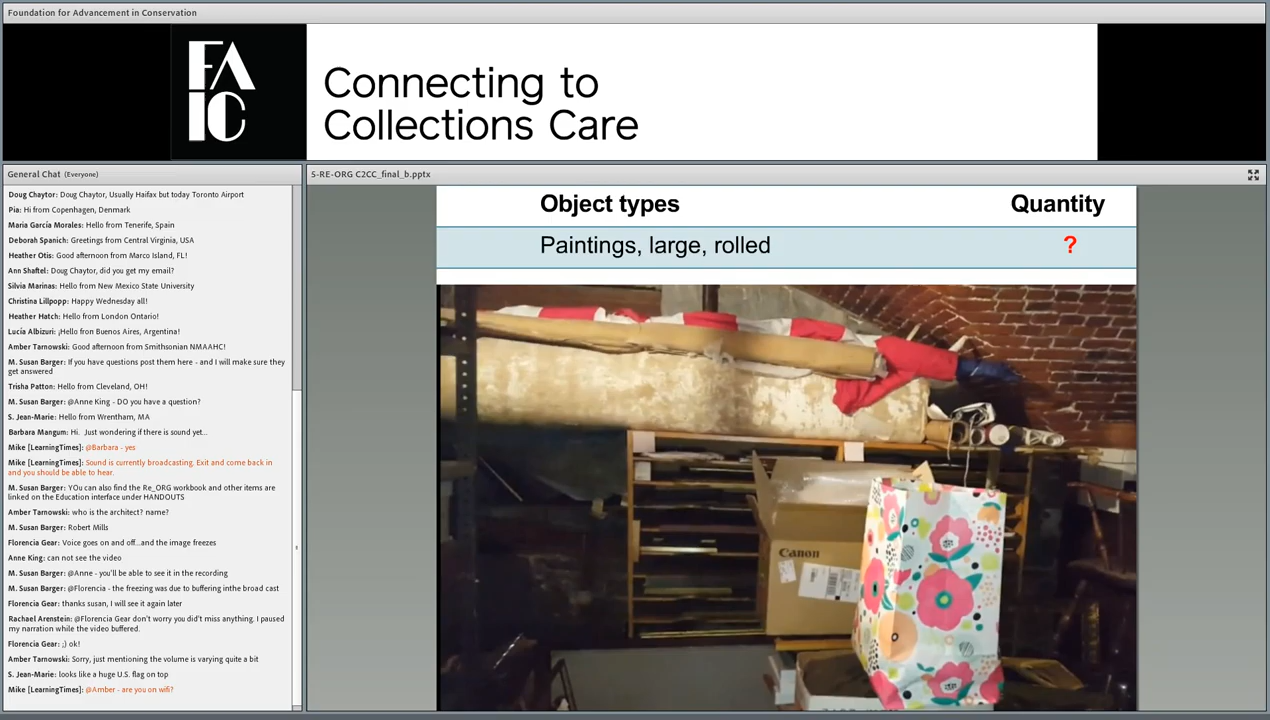 Foundation for Advancement in Conservation
FA
IC
Connecting to
Collections Care
General Chat (Everyone)
Doug Chaytor: Doug Chaytor, Usually Haifax but today Toronto Airport
Pia: Hi from Copenhagen, Denmark
Maria García Morales: Hello from Tenerife, Spain
Deborah Spanich: Greetings from Central Virginia, USA
Heather Otis: Good afternoon from Marco Island, FL!
Ann Shaftel: Doug Chaytor, did you get my email?
Silvia Marinas: Hello from New Mexico State University
Christina Lillpopp: Happy Wednesday all!
Heather Hatch: Hello from London Ontario!
Lucía Albizuri: ¡Hello fron Buenos Aires, Argentina!
Amber Tarnowski: Good afternoon from Smithsonian NMAAHC!
M. Susan Barger: If you have questions post them here - and I will make sure they
get answered
Trisha Patton: Hello from Cleveland, OH!
M. Susan Barger: @Anne King - DO you have a question?
S. Jean-Marie: Hello from Wrentham, MA
Barbara Mangum: Hi. Just wondering if there is sound yet...
Mike [LearningTimes]: @Barbara - yes
Mike [LearningTimes]: Sound is currently broadcasting. Exit and come back in
and you should be able to hear.
M. Susan Barger: YOu can also find the Re_ORG workbook and other items are
linked on the Education interface under HANDOUTS
Amber Tarnowski: who is the architect? name?
M. Susan Barger: Robert Mills
Florencia Gear: Voice goes on and off...and the image freezes
Anne King: can not see the video
M. Susan Barger: @Anne - you'll be able to see it in the recording
M. Susan Barger: @Florencia - the freezing was due to buffering inthe broad cast
Florencia Gear: thanks susan, I will see it again later
Rachael Arenstein: @Florencia Gear don't worry you did't miss anything. I paused
my narration while the video buffered.
Florencia Gear: ;) ok!
Amber Tarnowski: Sorry, just mentioning the volume is varying quite a bit
S. Jean-Marie: looks like a huge U.S. flag on top
Mike [LearningTimes]: @Amber - are you on wifi?
5-RE-ORG C2CC_final_b.pptx
Object types Quantity
Paintings, large, rolled ?
Canon